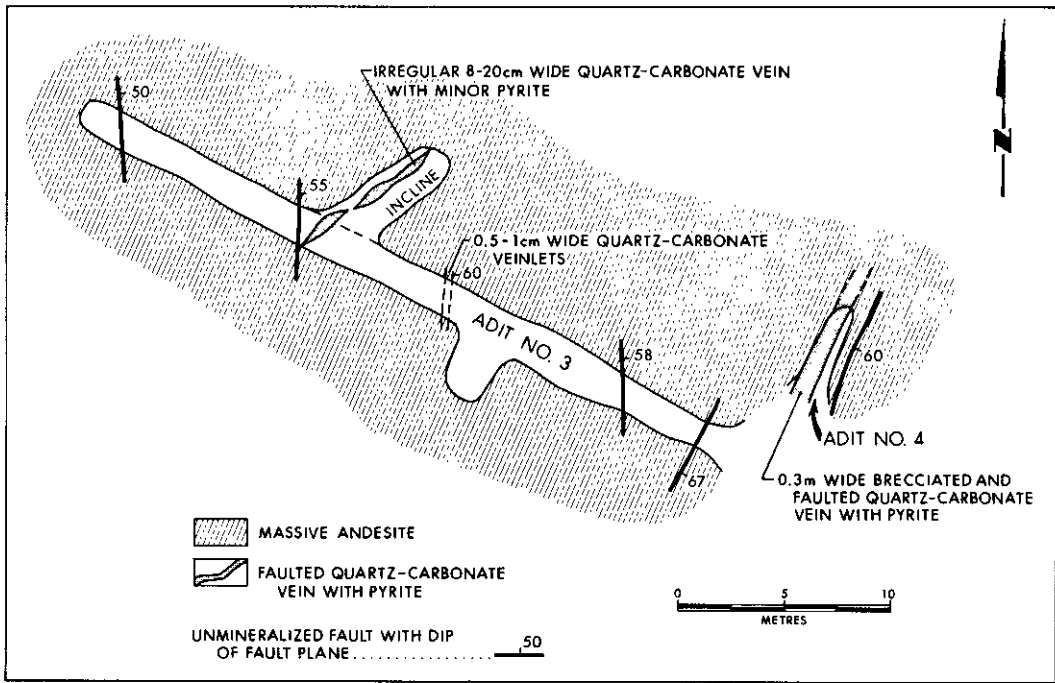 IRREGULAR 8-20cm WIDE QUARTZ-CARBONATE VEIN
WITH MINOR PYRITE
50
55
INCLINE
N
0.5-1cm WIDE QUARTZ-CARBONATE
VEINLETS
60
ADIT NO. 3
58
60
67
ADIT NO. 4
0.3m WIDE BRECCIATED AND
FAULTED QUARTZ-CARBONATE
VEIN WITH PYRITE
MASSIVE ANDESITE
FAULTED QUARTZ-CARBONATE
VEIN WITH PYRITE
0 5 10
METRES
UNMINERALIZED FAULT WITH DIP
OF FAULT PLANE............ 50